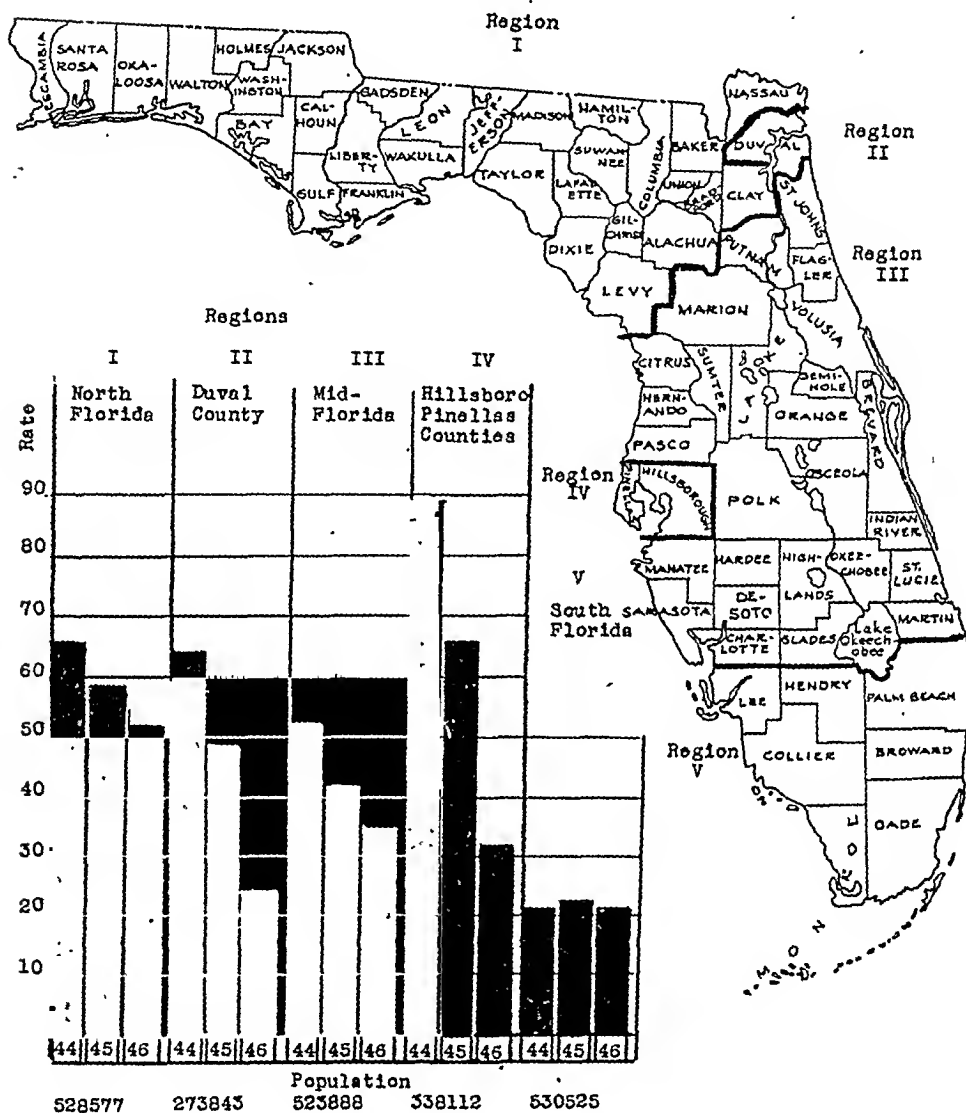 Region
I
ESCAMBIA
SANTA
ROSA
OKA-
LOOSA
WALTON
HOLMES
JACKSON
WASH-
INGTON
BAY
CAL-
HOUN
GULF
GADSDEN
LIBER-
TY
FRANKLIN
LEON
WAKULLA
JEF-
ERSON
MADISON
TAYLOR
HAMIL-
TON
SUWAN-
NEE
LAFAY-
ETTE
DIXIE
GIL-
CHRIST
COLUMBIA
BAKER
UNION
ALACHUA
LEVY
NASSAU
DUVAL
CLAY
ST JOHNS
PUTNAM
FLAG-
LER
MARION
VOLUSIA
Region
II
Region
III
CITRUS
SUMTER
LAKE
HER-
NANDO
PASCO
SEMI-
NOLE
ORANGE
BREVARD
OSCEOLA
POLK
HILLSBOROUGH
INDIAN
RIVER
Region
IV
MANATEE
HARDEE
HIGH-
LANDS
OKEE-
CHOBEE
ST.
LUCIE
V
South
Florida
SARASOTA
DE-
SOTO
MARTIN
CHAR-
LOTTE
GLADES
Lake
Okeech-
obee
LEE
HENDRY
PALM BEACH
Region
V
COLLIER
BROWARD
DADE
MON
Regions
I II III IV
North
Florida
Duval
County
Mid-
Florida
Hillsboro
Pinellas
Counties
Rate
90
80
70
60
50
40
30
20
10
44 45 46 44 45 46 44 45 46 44 45 46 44 45 46
Population
528577 273843 523888 338112 530525